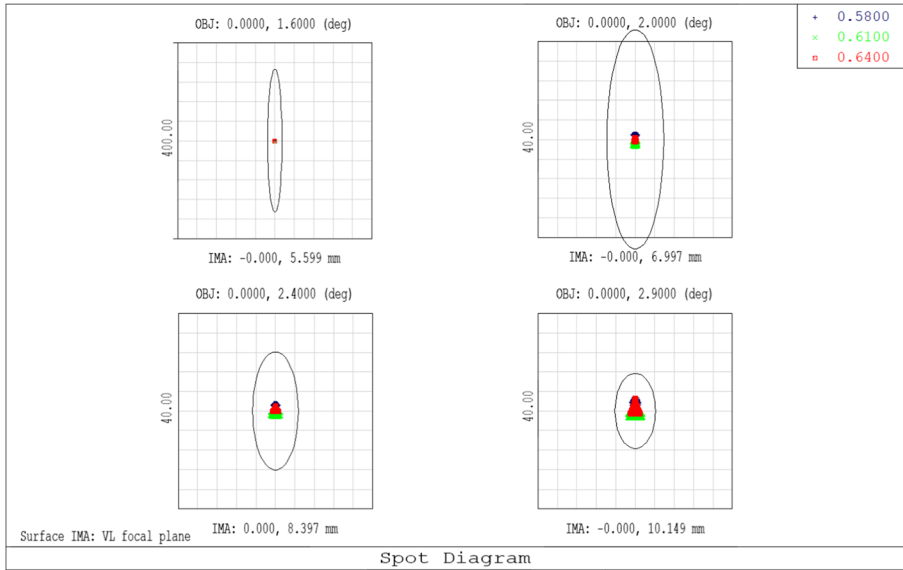 OBJ: 0.0000, 1.6000 (deg)
400.00
IMA: -0.000, 5.599 mm
OBJ: 0.0000, 2.0000 (deg)
40.00
IMA: -0.000, 6.997 mm
0.5800
0.6100
0.6400
OBJ: 0.0000, 2.4000 (deg)
40.00
IMA: 0.000, 8.397 mm
OBJ: 0.0000, 2.9000 (deg)
40.00
IMA: -0.000, 10.149 mm
Surface IMA: VL focal plane
Spot Diagram